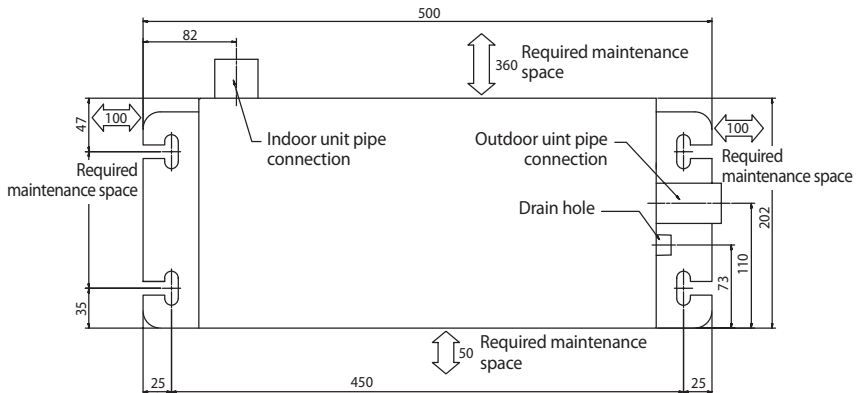 500
82
360
Required maintenance
space
47
100
100
Indoor unit pipe
connection
Outdoor uint pipe
connection
Required
maintenance space
Required
maintenance space
Drain hole
202
110
73
35
50
Required maintenance
space
25
450
25